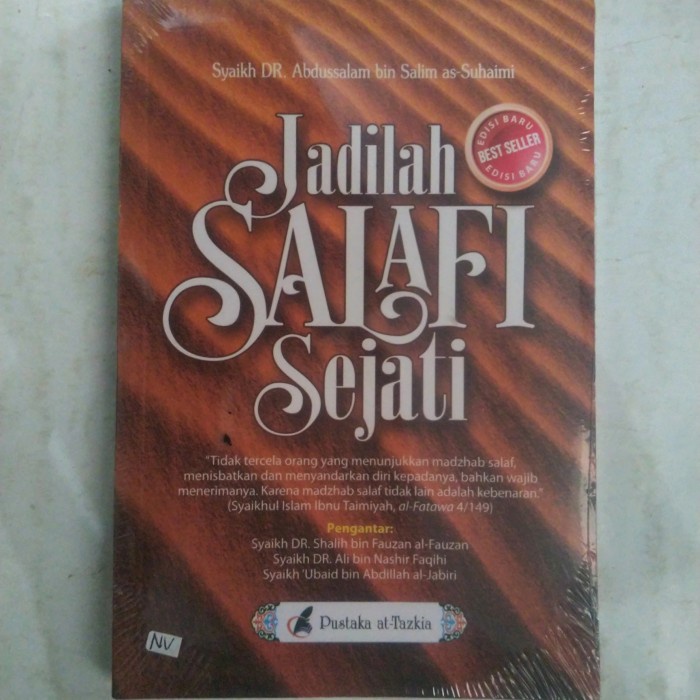 Syaikh DR. Abdussalam bin Salim as-Suhaimi
EDISI BARU
BEST SELLER
EDISI BARU
Jadilah
SALAFI
Sejati
"Tidak tercela orang yang menunjukkan madzhab salaf,
menisbatkan dan menyandarkan diri kepadanya, bahkan wajib
menerimanya. Karena madzhab salaf tidak lain adalah kebenaran."
(Syaikhul Islam Ibnu Taimiyah, al-Fatawa 4/149)
Pengantar:
Syaikh DR. Shalih bin Fauzan al-Fauzan
Syaikh DR. Ali bin Nashir Faqihi
Syaikh 'Ubaid bin Abdillah al-Jabiri
Pustaka at-Tazkia
NV